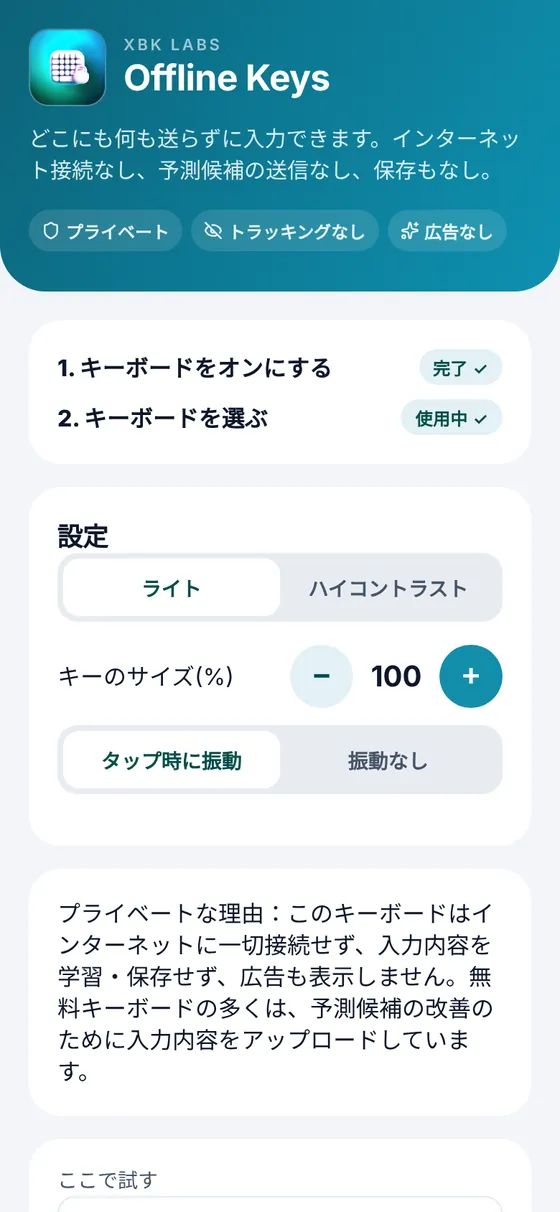 XBK LABS
Offline Keys
どこにも何も送らずに入力できます。インターネッ
ト接続なし、予測候補の送信なし、保存もなし。
プライベート
トラッキングなし
広告なし
1. キーボードをオンにする
完了 ✓
2. キーボードを選ぶ
使用中 ✓
設定
ライト
ハイコントラスト
キーのサイズ(%)
−
100
+
タップ時に振動
振動なし
プライベートな理由：このキーボードはイ
ンターネットに一切接続せず、入力内容を
学習・保存せず、広告も表示しません。無
料キーボードの多くは、予測候補の改善の
ために入力内容をアップロードしていま
す。
ここで試す